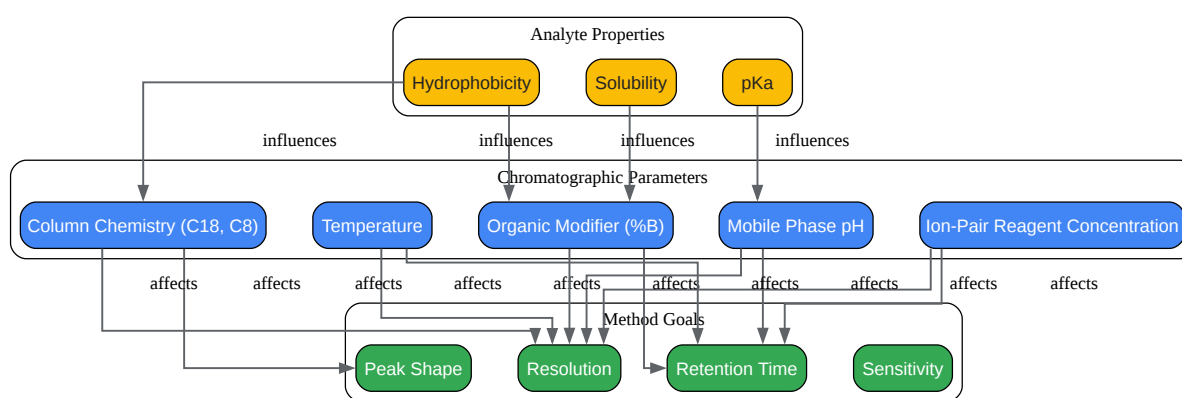 Analyte Properties
Hydrophobicity Solubility pKa
influences influences influences influences
Chromatographic Parameters
Column Chemistry (C18, C8) Temperature Organic Modifier (%B) Mobile Phase pH Ion-Pair Reagent Concentration
affects affects affects affects affects affects affects affects affects affects
Method Goals
Peak Shape Resolution Retention Time Sensitivity